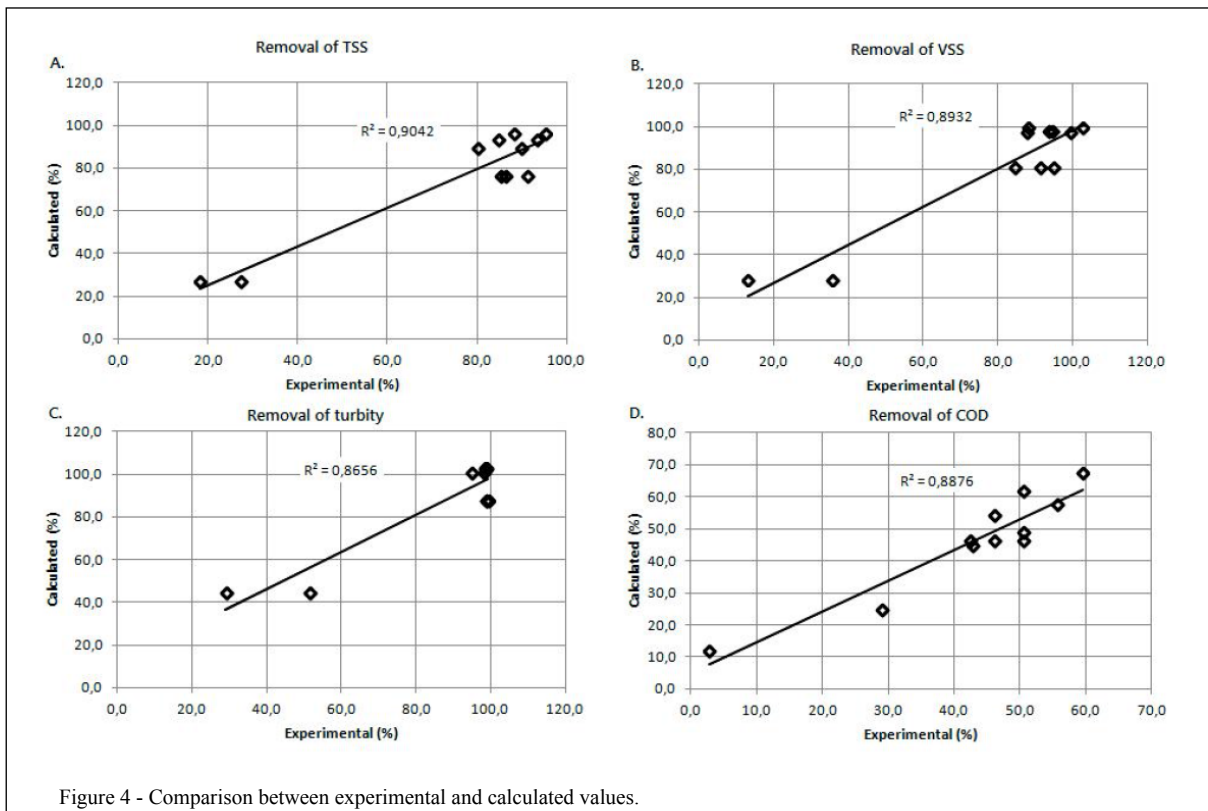 Removal of TSS
A.
120,0
100,0
80,0
60,0
40,0
20,0
0,0
Calculated (%)
R² = 0,9042
0,0 20,0 40,0 60,0 80,0 100,0
Experimental (%)
Removal of VSS
B.
120,0
100,0
80,0
60,0
40,0
20,0
0,0
Calculated (%)
R² = 0,8932
0,0 20,0 40,0 60,0 80,0 100,0 120,0
Experimental (%)
C.
Removal of turbity
120,0
100,0
80,0
60,0
40,0
20,0
0,0
Calculated (%)
R² = 0,8656
0,0 20,0 40,0 60,0 80,0 100,0 120,0
Experimental (%)
D.
Removal of COD
80,0
70,0
60,0
50,0
40,0
30,0
20,0
10,0
0,0
Calculated (%)
R² = 0,8876
0,0 10,0 20,0 30,0 40,0 50,0 60,0 70,0
Experimental (%)
Figure 4 - Comparison between experimental and calculated values.